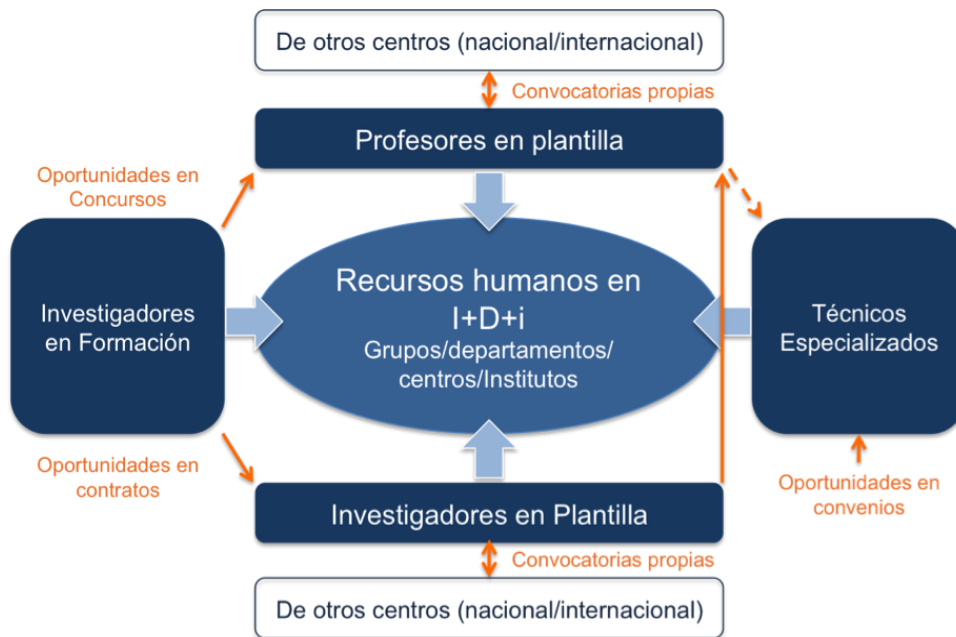 De otros centros (nacional/internacional)
Convocatorias propias
Profesores en plantilla
Oportunidades en
Concursos
Investigadores
en Formación
Recursos humanos en
I+D+i
Grupos/departamentos/
centros/Institutos
Técnicos
Especializados
Oportunidades en
contratos
Oportunidades en
convenios
Investigadores en Plantilla
Convocatorias propias
De otros centros (nacional/internacional)